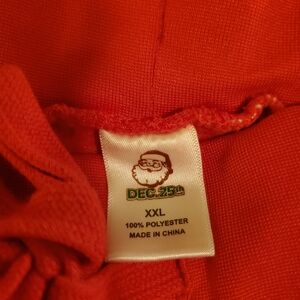 DEC.25th
XXL
100% POLYESTER
MADE IN CHINA